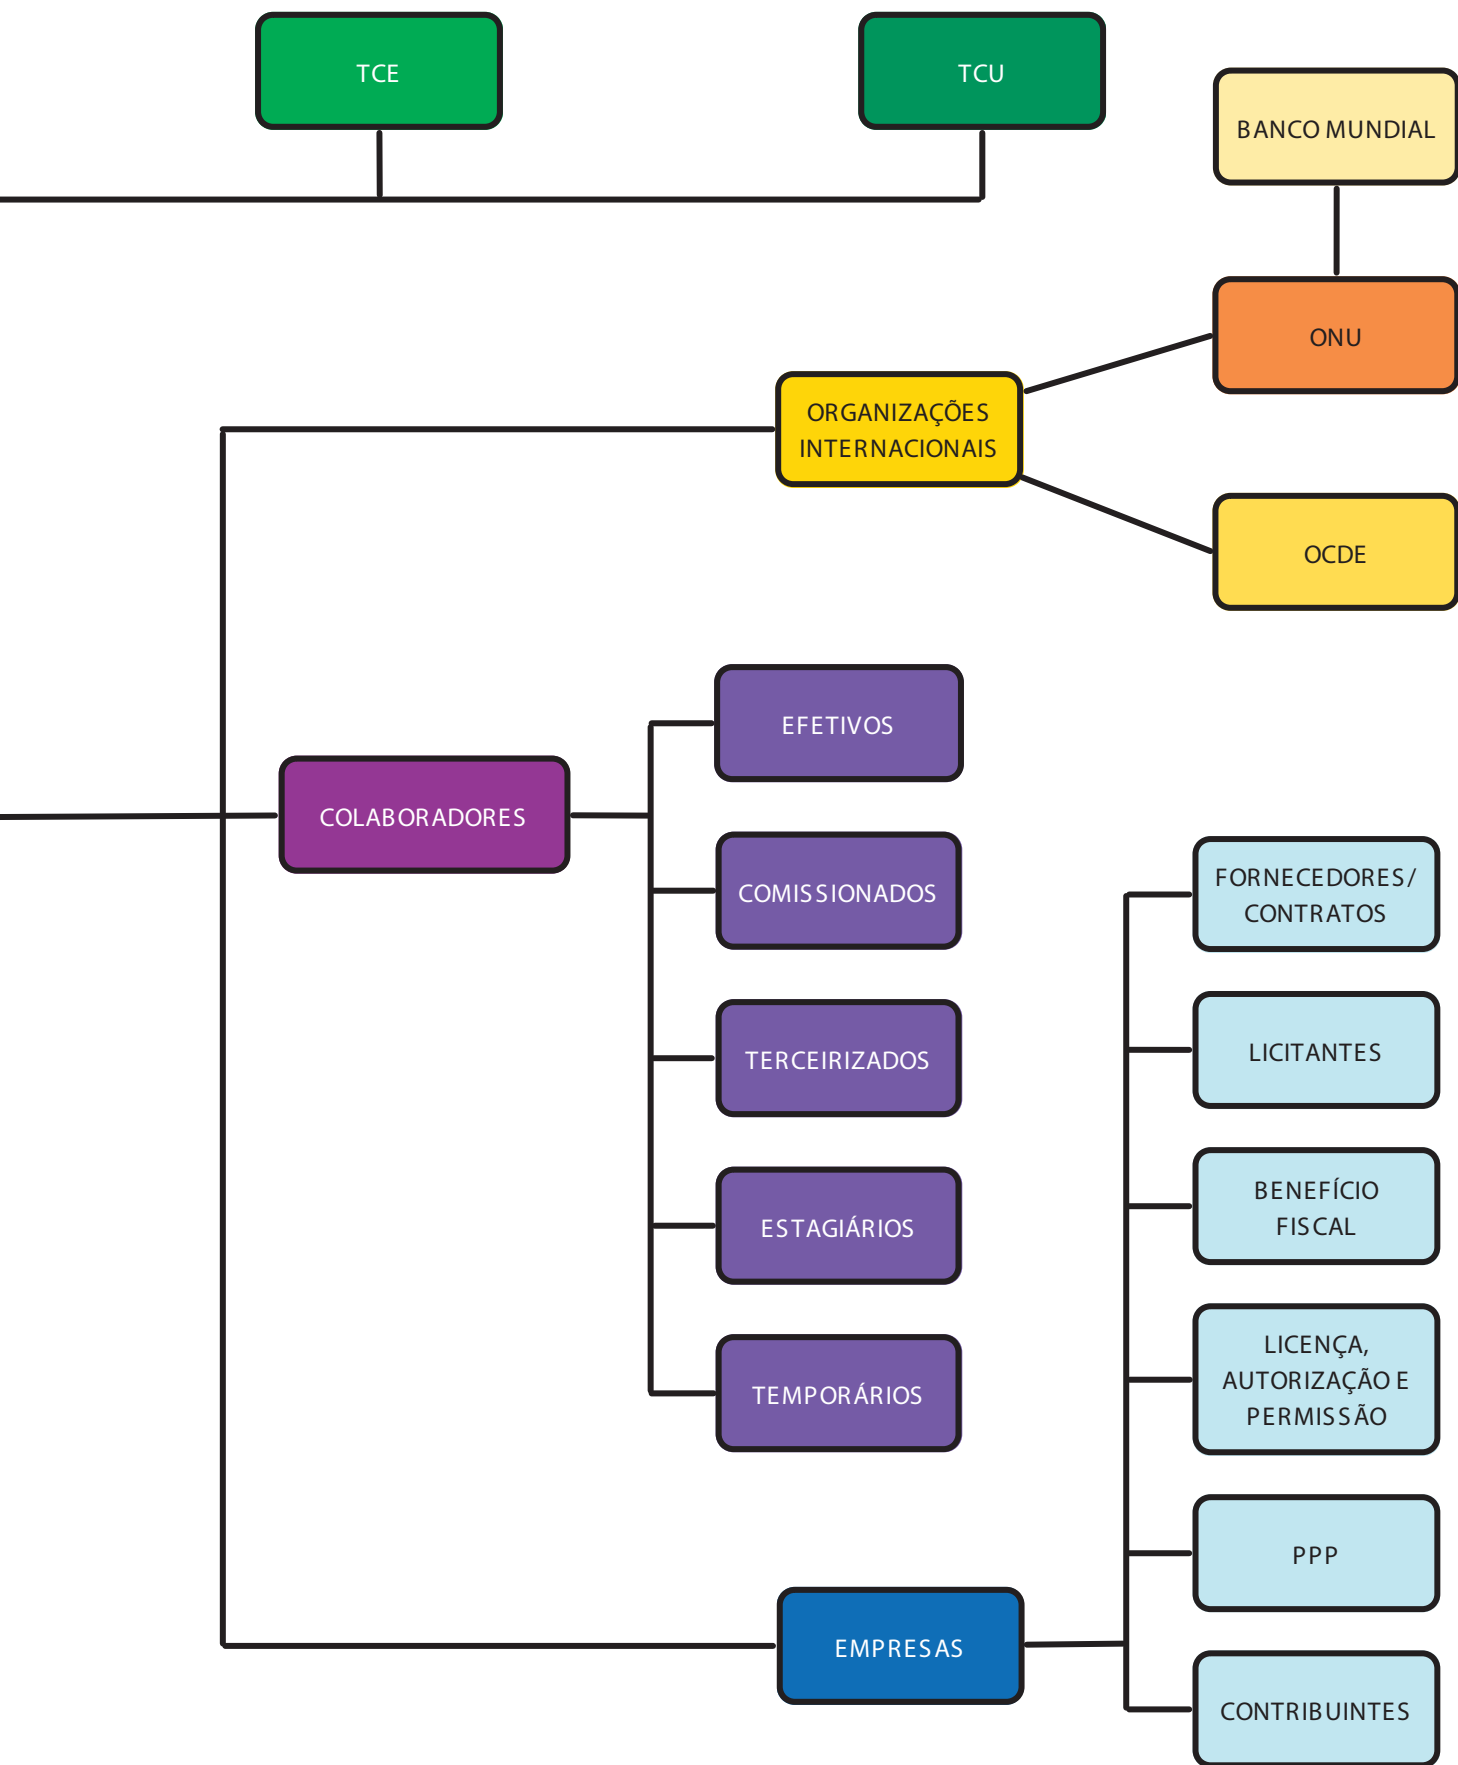 TCE
TCU
BANCO MUNDIAL
ONU
ORGANIZAÇÕES
INTERNACIONAIS
OCDE
EFETIVOS
COLABORADORES
COMISSIONADOS
TERCEIRIZADOS
ESTAGIÁRIOS
TEMPORÁRIOS
FORNECEDORES/
CONTRATOS
LICITANTES
BENEFÍCIO
FISCAL
LICENÇA,
AUTORIZAÇÃO E
PERMISSÃO
PPP
EMPRESAS
CONTRIBUINTES